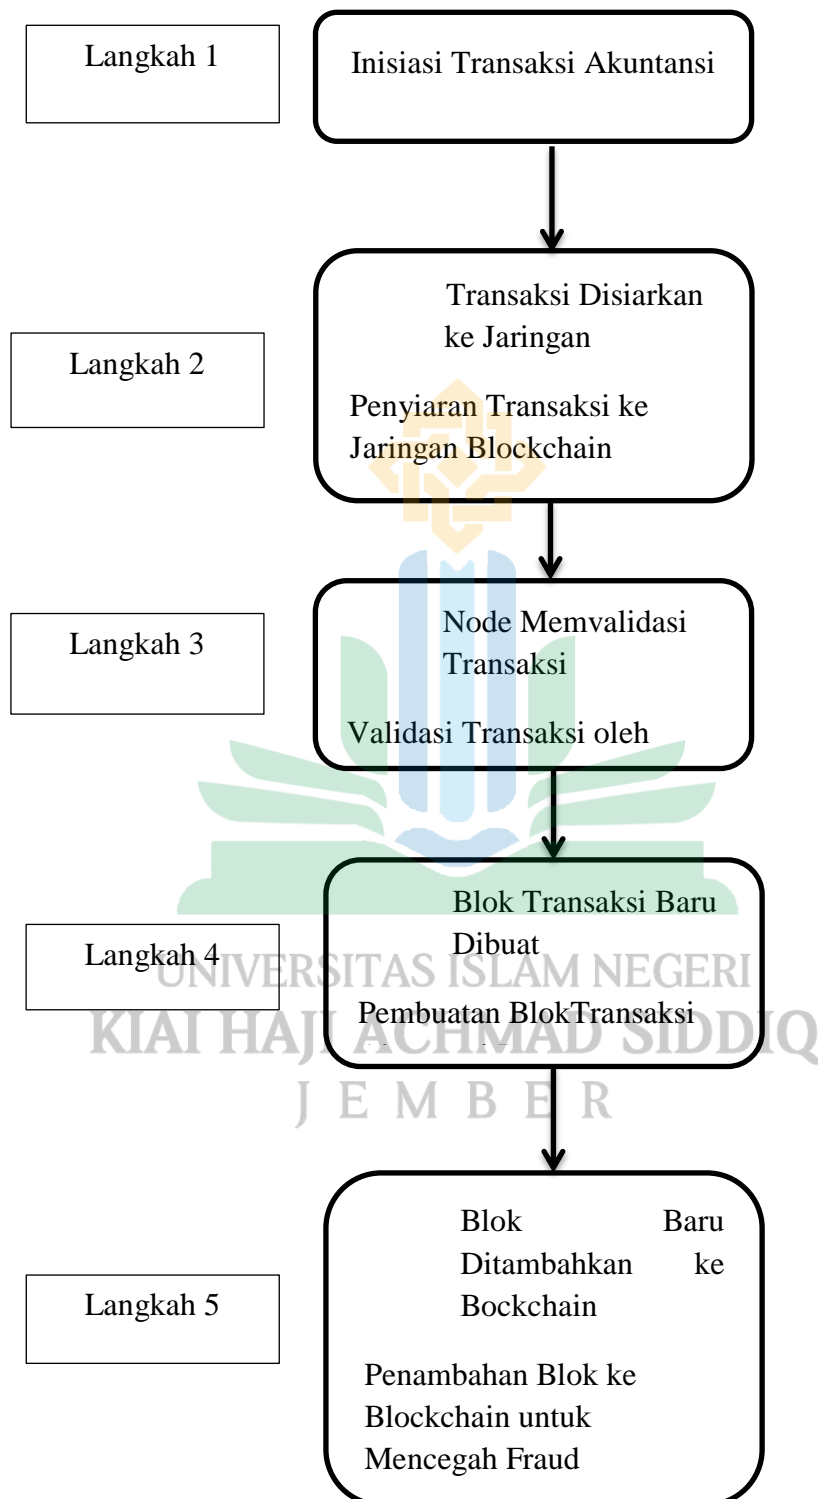 Langkah 1
Inisiasi Transaksi Akuntansi
Langkah 2
Transaksi Disiarkan
ke Jaringan
Penyiaran Transaksi ke
Jaringan Blockchain
Langkah 3
Node Memvalidasi
Transaksi
Validasi Transaksi oleh
Langkah 4
Blok Transaksi Baru
Dibuat
Pembuatan BlokTransaksi
UNIVERSITAS ISLAM NEGERI
KIAI HAJI ACHMAD SIDDIQ
JEMBER
Langkah 5
Blok Baru
Ditambahkan ke
Bockchain
Penambahan Blok ke
Blockchain untuk
Mencegah Fraud